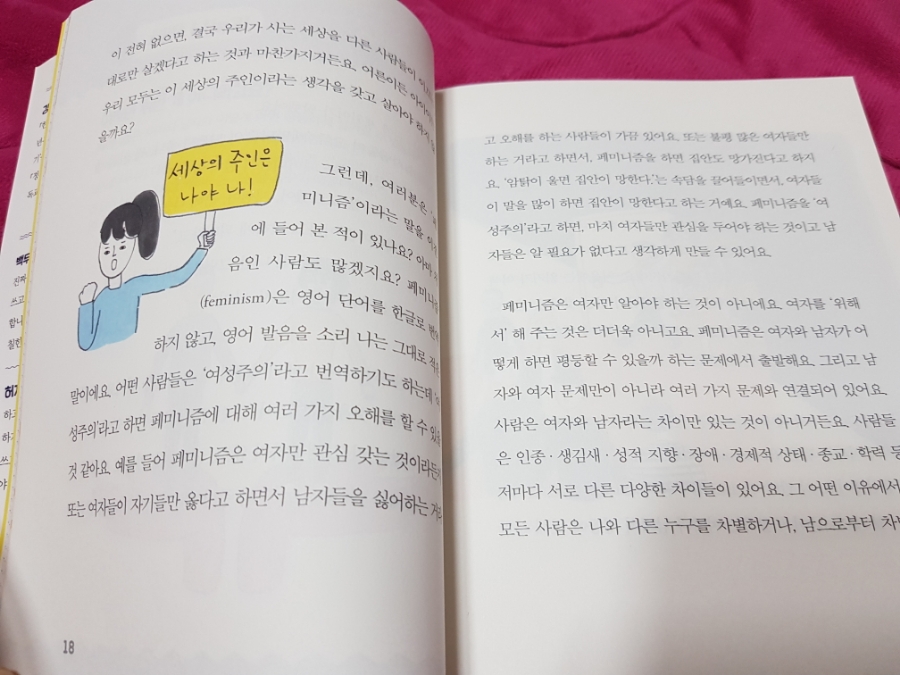 이 전혀 없으면, 결국 우리가 사는 세상을 다른 사람들이
대로만 살겠다고 하는 것과 마찬가지거든요. 어른이든
우리 모두는 이 세상의 주인이라는 생각을 갖고 살아야 하지
을까요?
세상의 주인은
나야 나!
그런데, 여러분은
미니즘'이라는 말을
에 들어 본 적이 있나요?
음인 사람도 많겠지요?
(feminism)은 영어 단어를 한글로
하지 않고, 영어 발음을 소리 나는 그대로
말이에요. 어떤 사람들은 '여성주의'라고 번역하기도 하는데
성주의'라고 하면 페미니즘에 대해 여러 가지 오해를 할 수
것 같아요. 예를 들어 페미니즘은 여자만 관심 갖는
또는 여자들이 자기들만 옳다고 하면서 남자들을 싫어하는
18
고 오해를 하는 사람들이 가끔 있어요. 또는 불평 많은 여자들만
하는 거라고 하면서, 페미니즘을 하면 집안도 망가진다고 하지
요. '암탉이 울면 집안이 망한다.'는 속담을 끌어들이면서, 여자들
이 말을 많이 하면 집안이 망한다고 하는 거예요. 페미니즘을 '여
성주의'라고 하면, 마치 여자들만 관심을 두어야 하는 것이고 남
자들은 알 필요가 없다고 생각하게 만들 수 있어요.
페미니즘은 여자만 알아야 하는 것이 아니에요. 여자를 '위해
서' 해 주는 것은 더더욱 아니고요. 페미니즘은 여자와 남자가 어
떻게 하면 평등할 수 있을까 하는 문제에서 출발해요. 그리고 남
자와 여자 문제만이 아니라 여러 가지 문제와 연결되어 있어요.
사람은 여자와 남자라는 차이만 있는 것이 아니거든요. 사람들
은 인종·생김새·성적 지향·장애·경제적 상태·종교·학력
저마다 서로 다른 다양한 차이들이 있어요. 그 어떤 이유에서
모든 사람은 나와 다른 누구를 차별하거나, 남으로부터